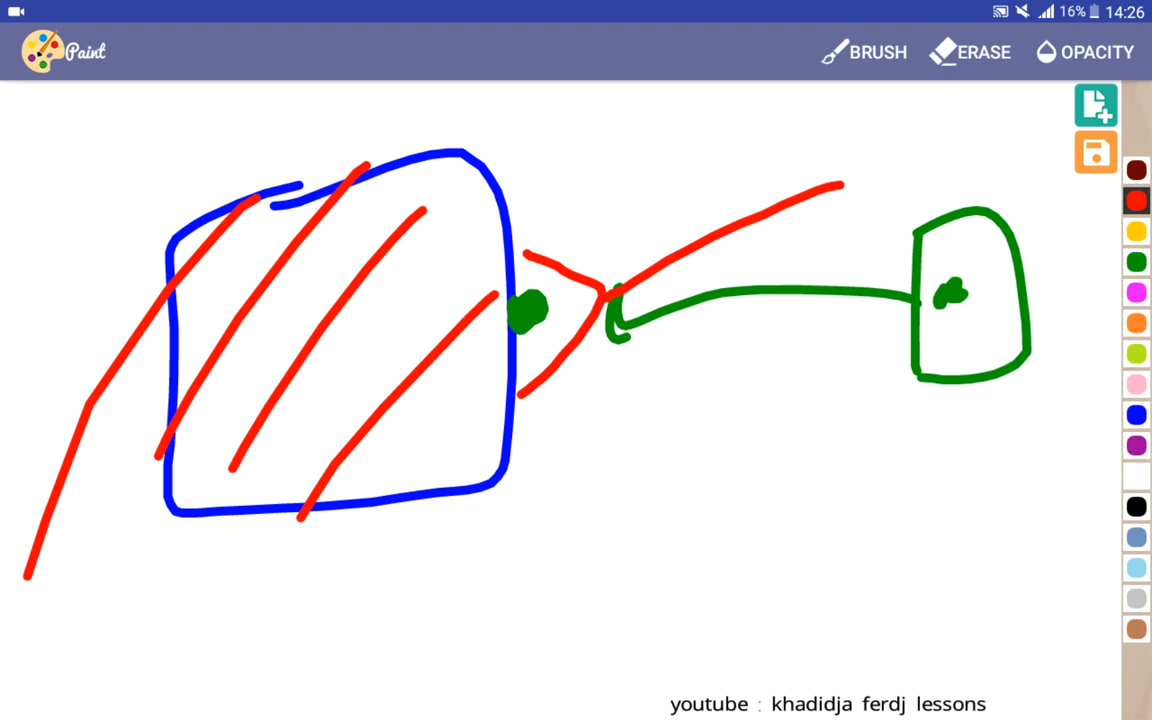 16% 14:26
Paint BRUSH ERASE OPACITY
youtube : khadidja ferdj lessons